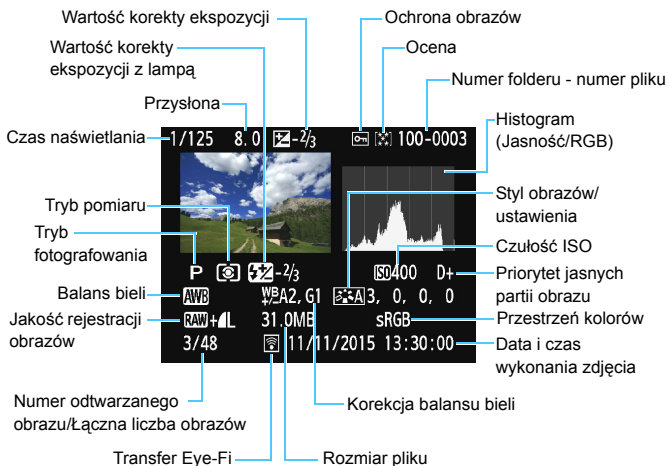 Wartość korekty ekspozycji
Ochrona obrazów
Wartość korekty
ekspozycji z lampą
Ocena
Numer folderu - numer pliku
Przysłona
Histogram
(Jasność/RGB)
Czas naświetlania
1/125 8.0 -2/3 100-0003
Styl obrazów/
ustawienia
Tryb pomiaru
Tryb
fotografowania
Czułość ISO
P -2/3 ISO400 D+
Priorytet jasnych
partii obrazu
Balans bieli
AWB WB A2, G1 A3, 0, 0, 0
Jakość rejestracji
obrazów
RAW+L 31.0MB sRGB
Przestrzeń kolorów
3/48 11/11/2015 13:30:00
Data i czas
wykonania zdjęcia
Numer odtwarzanego
obrazu/Łączna liczba obrazów
Korekcja balansu bieli
Transfer Eye-Fi
Rozmiar pliku